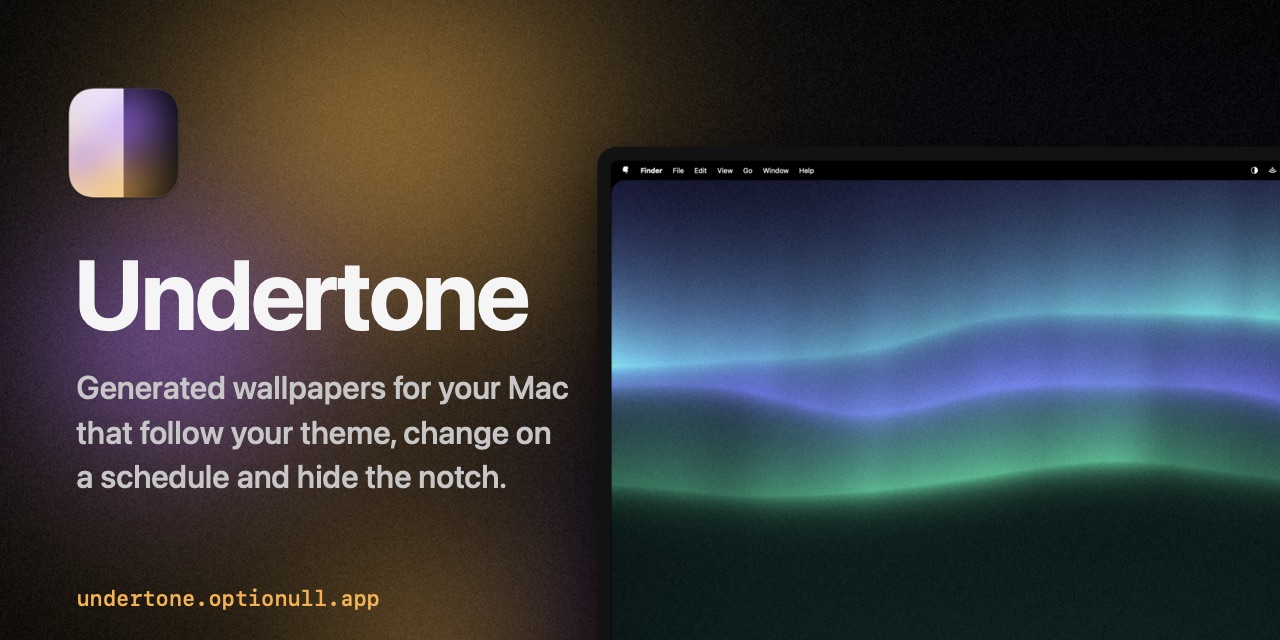 Undertone
Generated wallpapers for your Mac
that follow your theme, change on
a schedule and hide the notch.
undertone.optionull.app
Finder File Edit View Go Window Help